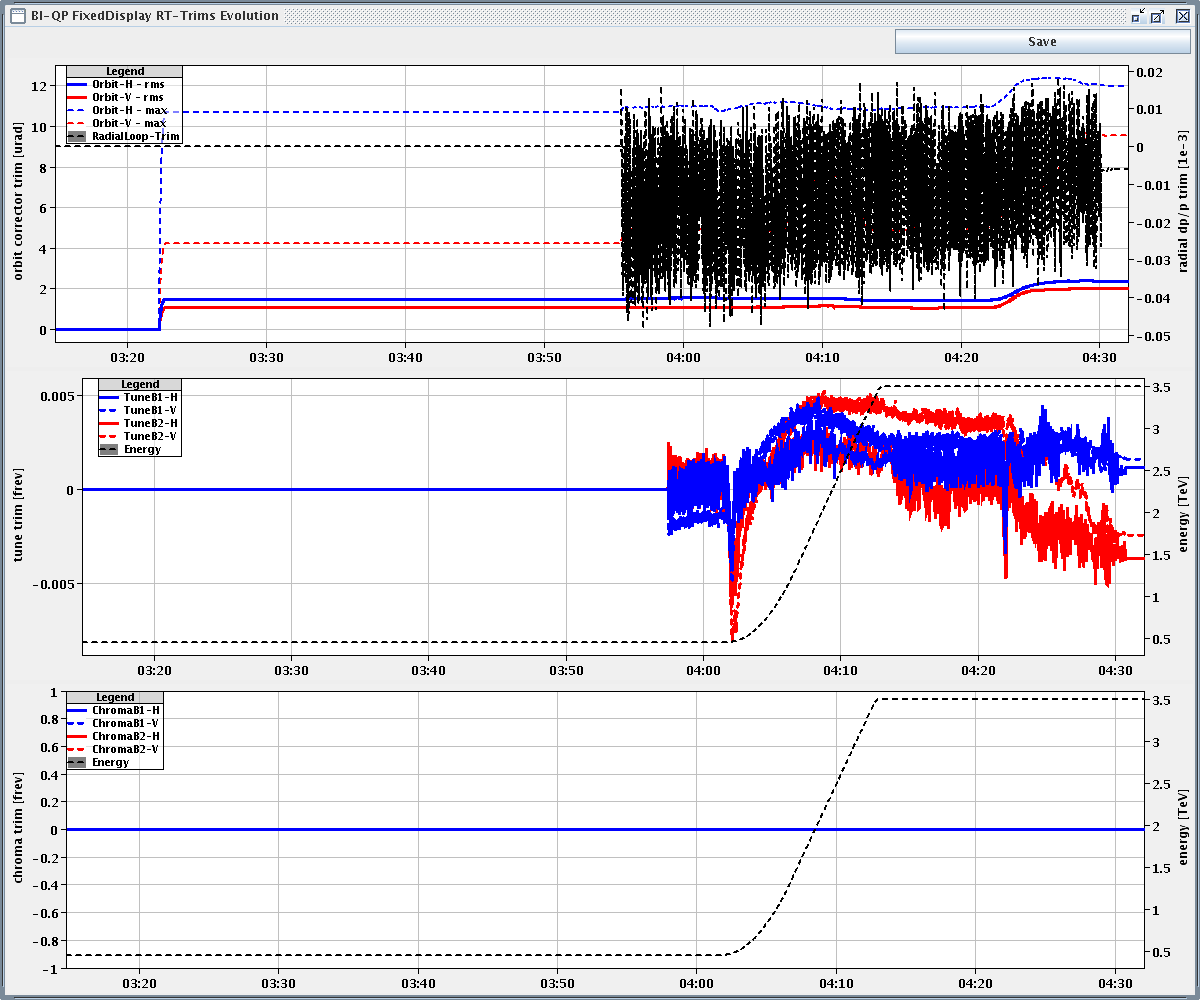 BI-QP FixedDisplay RT-Trims Evolution
Save
Legend
Orbit-H - rms
Orbit-V - rms
Orbit-H - max
Orbit-V - max
RadialLoop-Trim
orbit corrector trim [urad]
12
10
8
6
4
2
0
radial dp/p trim [1e-3]
0.02
0.01
0
-0.01
-0.02
-0.03
-0.04
-0.05
03:20 03:30 03:40 03:50 04:00 04:10 04:20 04:30
Legend
TuneB1-H
TuneB1-V
TuneB2-H
TuneB2-V
Energy
tune trim [frev]
0.005
0
-0.005
energy [TeV]
3.5
3
2.5
2
1.5
1
0.5
03:20 03:30 03:40 03:50 04:00 04:10 04:20 04:30
Legend
ChromaB1-H
ChromaB1-V
ChromaB2-H
ChromaB2-V
Energy
chroma trim [frev]
1
0.8
0.6
0.4
0.2
0
-0.2
-0.4
-0.6
-0.8
-1
energy [TeV]
3.5
3
2.5
2
1.5
1
0.5
03:20 03:30 03:40 03:50 04:00 04:10 04:20 04:30